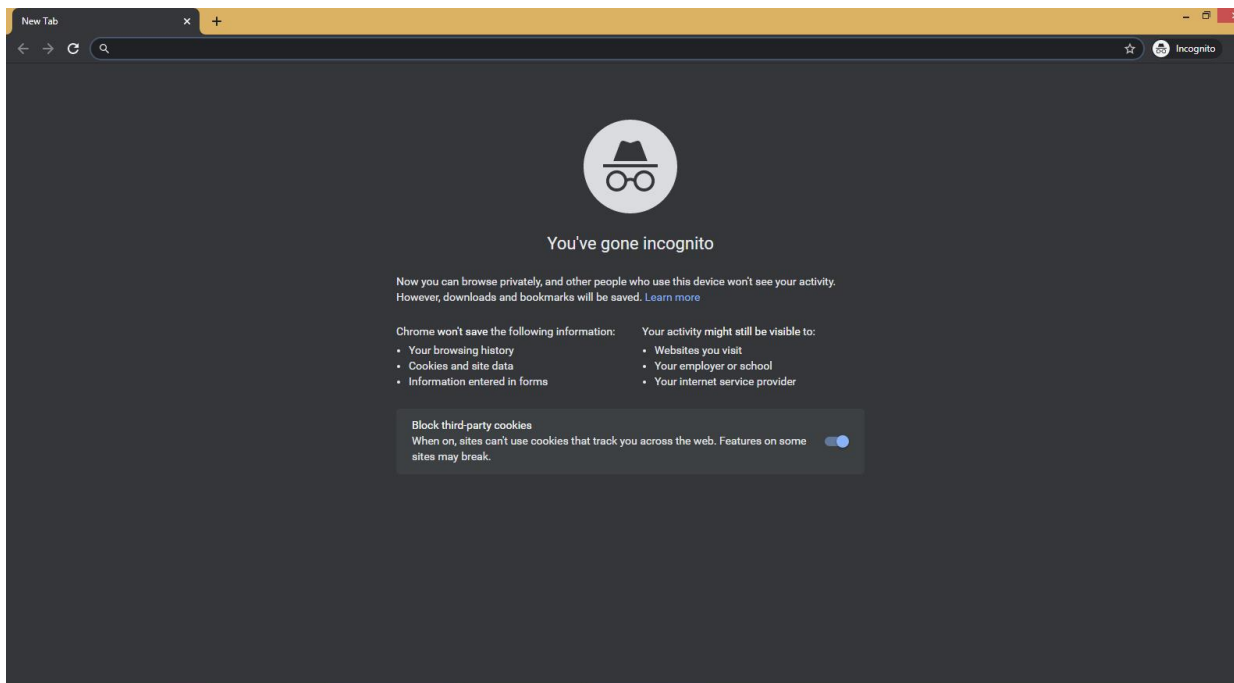 New Tab
Incognito
You've gone incognito
Now you can browse privately, and other people who use this device won't see your activity.
However, downloads and bookmarks will be saved. Learn more
Chrome won't save the following information:
• Your browsing history
• Cookies and site data
• Information entered in forms
Your activity might still be visible to:
• Websites you visit
• Your employer or school
• Your internet service provider
Block third-party cookies
When on, sites can't use cookies that track you across the web. Features on some
sites may break.